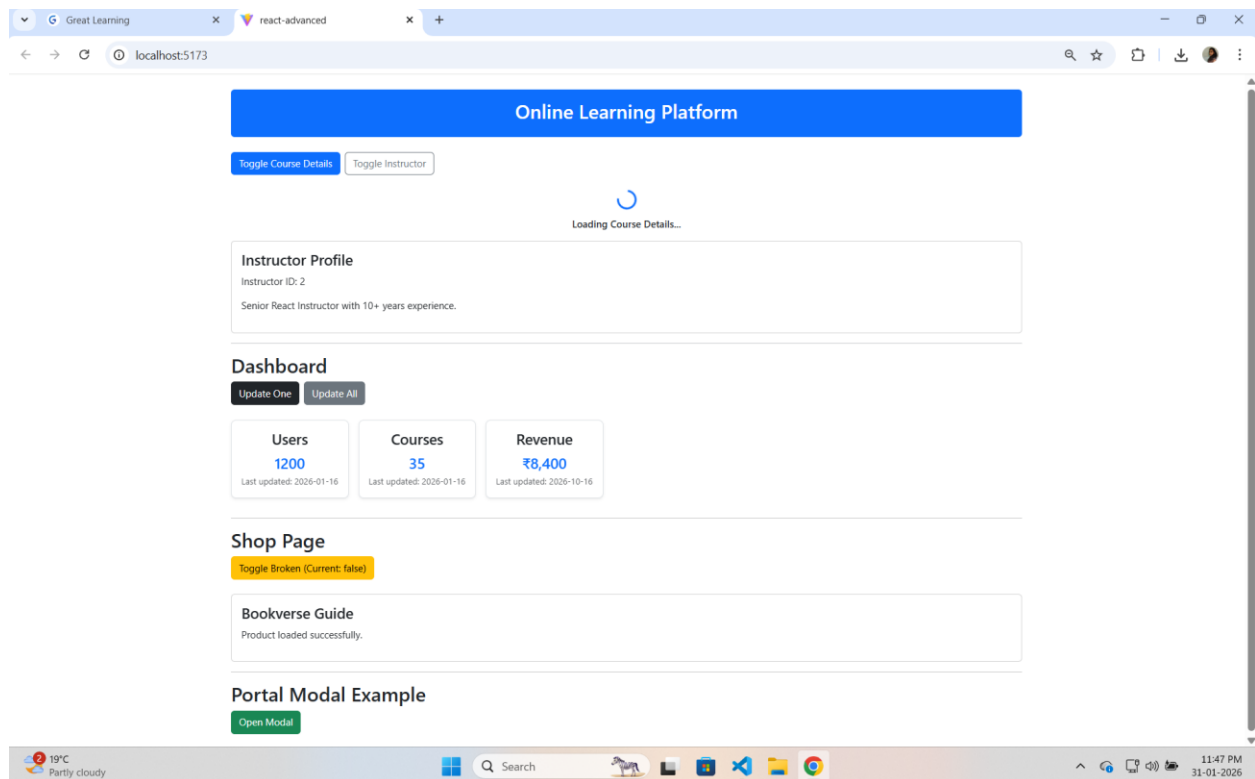 Great Learning
react-advanced
localhost:5173
Online Learning Platform
Toggle Course Details Toggle Instructor
Loading Course Details...
Instructor Profile
Instructor ID: 2
Senior React Instructor with 10+ years experience.
Dashboard
Update One Update All
Users Courses Revenue
1200 35 ₹8,400
Last updated: 2026-01-16 Last updated: 2026-01-16 Last updated: 2026-10-16
Shop Page
Toggle Broken (Current: false)
Bookverse Guide
Product loaded successfully.
Portal Modal Example
Open Modal
2 19°C
Partly cloudy
Search
11:47 PM
31-01-2026